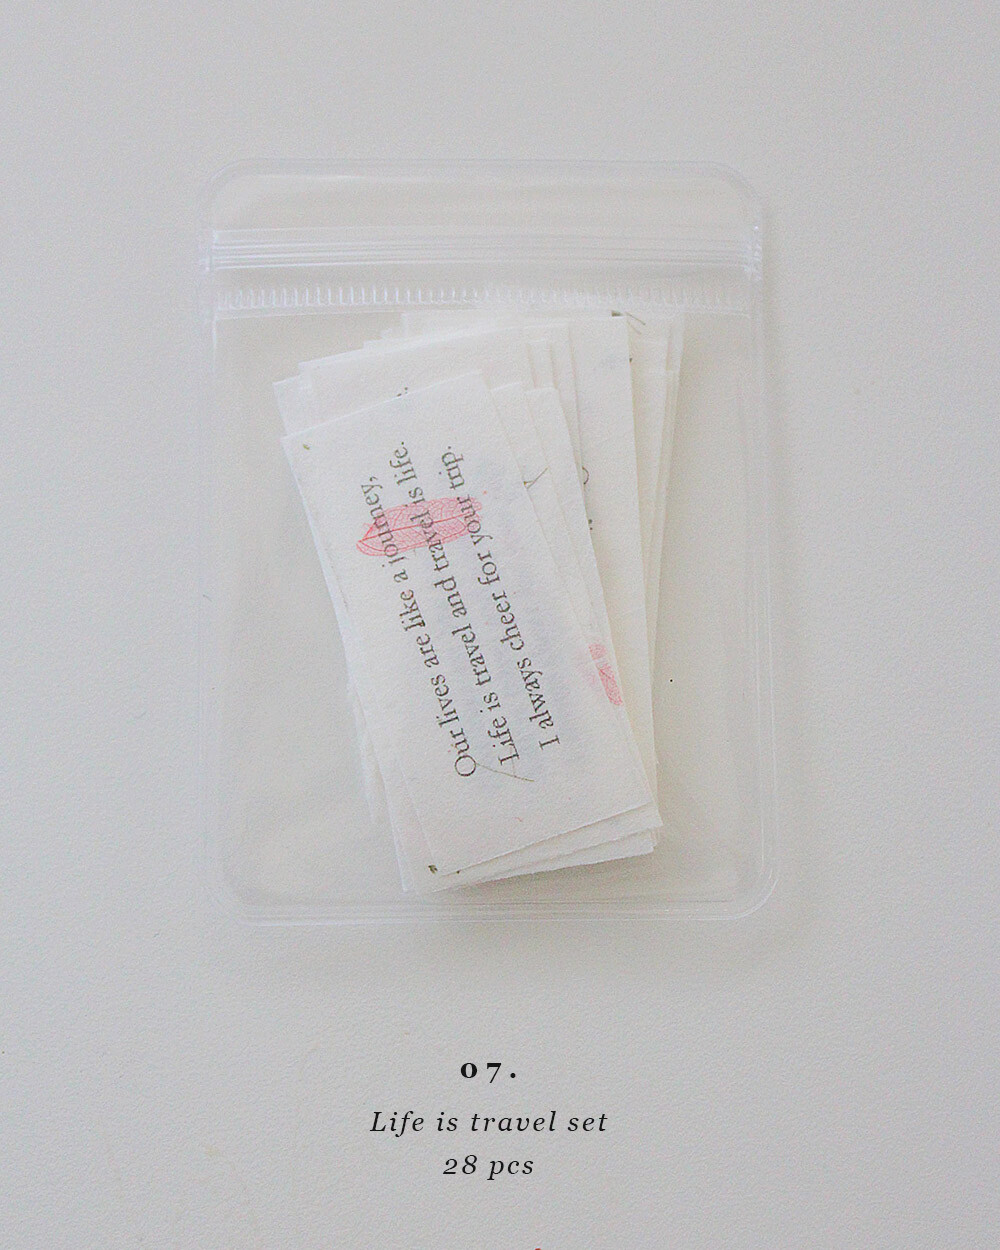 Our lives are like a journey,
Life is travel and travel is life.
I always cheer for your trip.
07.
Life is travel set
28 pcs